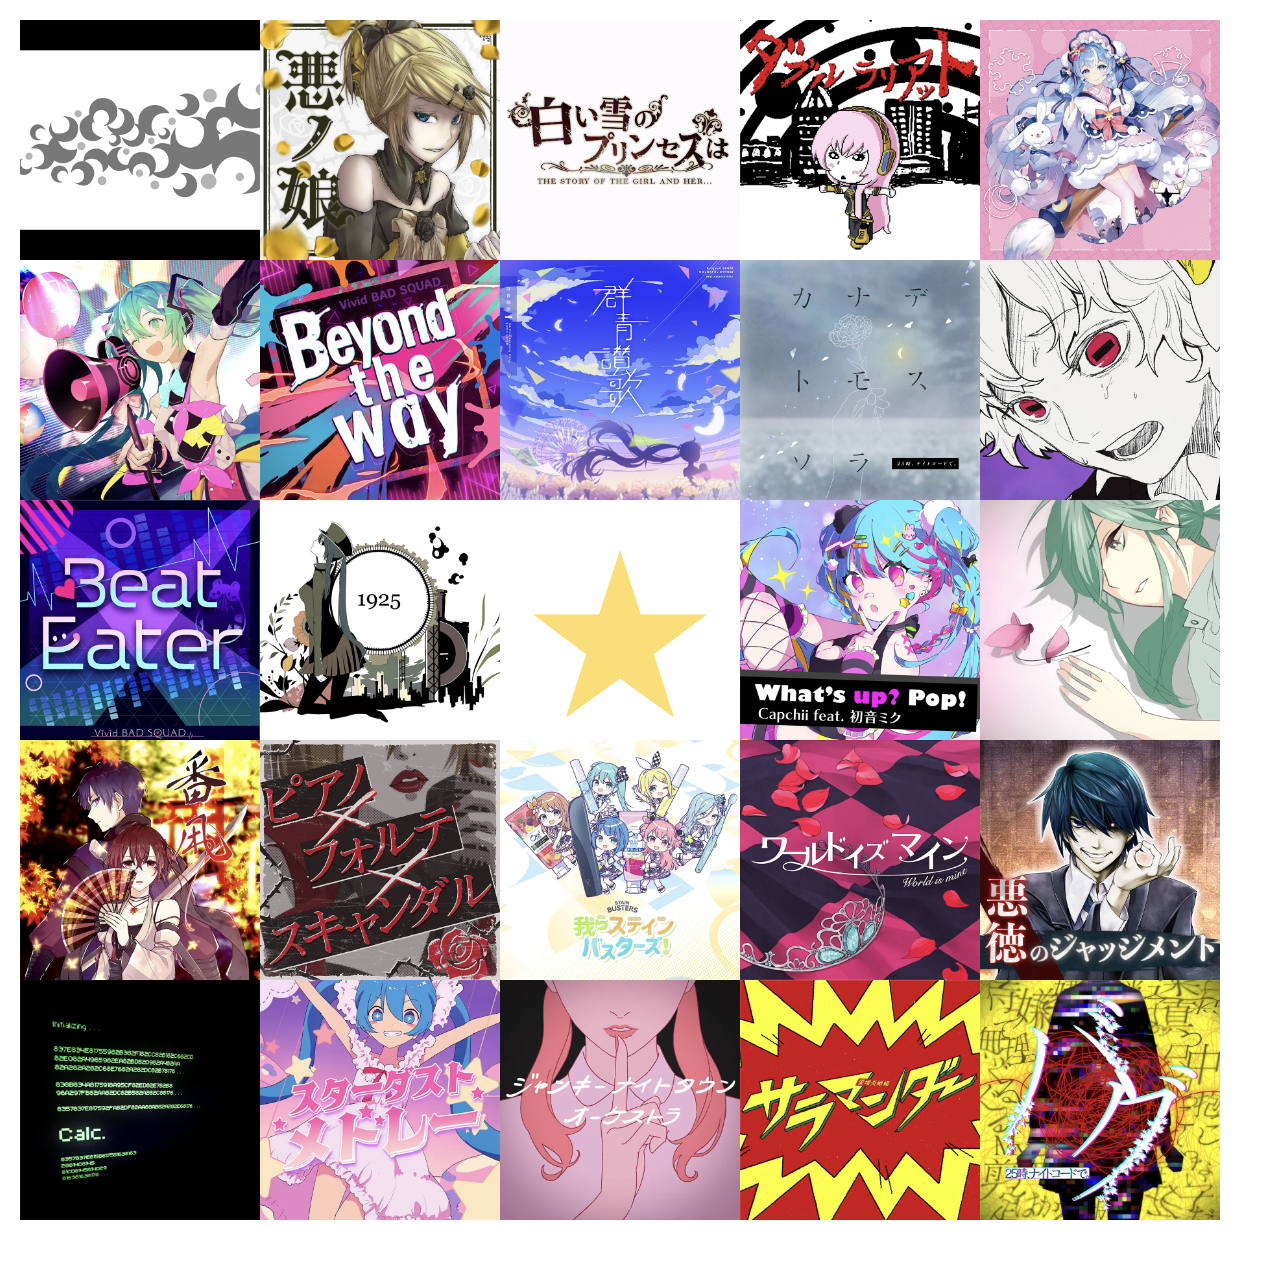 悪ノ娘
白い雪の
プリンセスは
THE STORY OF THE GIRL AND HER...
ダブルラリアット
Vivid BAD SQUAD
Beyond
the
way
群青讃歌
カナデ
トモス
ソラ
25時、ナイトコードで。
Beat
Eater
Vivid BAD SQUAD
1925
What's up? Pop!
Capchii feat. 初音ミク
番凩
ピアノ
×
フォルテ
×
スキャンダル
STAIN
BUSTERS
我らステイン
バスターズ!
ワールドイズマイン
World is mine
悪徳のジャッジメント
Initializing...
Calc.
スターダスト
メドレー
ジャンキーナイトタウン
オーケストラ
サラマンダー
バグ
25時、ナイトコードで。